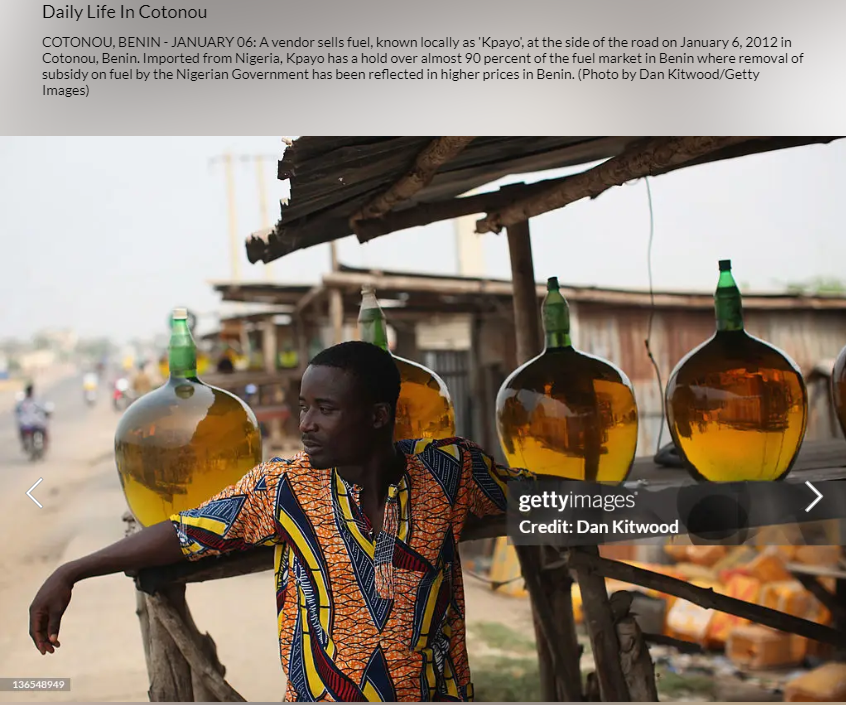 Daily Life In Cotonou
COTONOU, BENIN - JANUARY 06: A vendor sells fuel, known locally as 'Kpayo', at the side of the road on January 6, 2012 in
Cotonou, Benin. Imported from Nigeria, Kpayo has a hold over almost 90 percent of the fuel market in Benin where removal of
subsidy on fuel by the Nigerian Government has been reflected in higher prices in Benin. (Photo by Dan Kitwood/Getty
Images)
gettyimages
Credit: Dan Kitwood
136548949